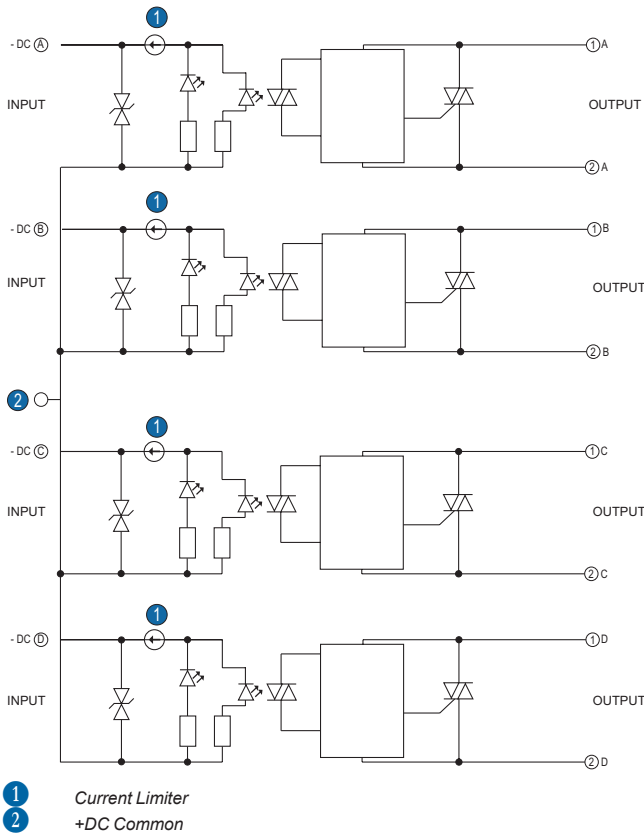 1
- DC A
1 A
INPUT
OUTPUT
2 A
1
- DC B
1 B
INPUT
OUTPUT
2 B
2
1
- DC C
1 C
INPUT
OUTPUT
2 C
1
- DC D
1 D
INPUT
OUTPUT
2 D
1 Current Limiter
2 +DC Common